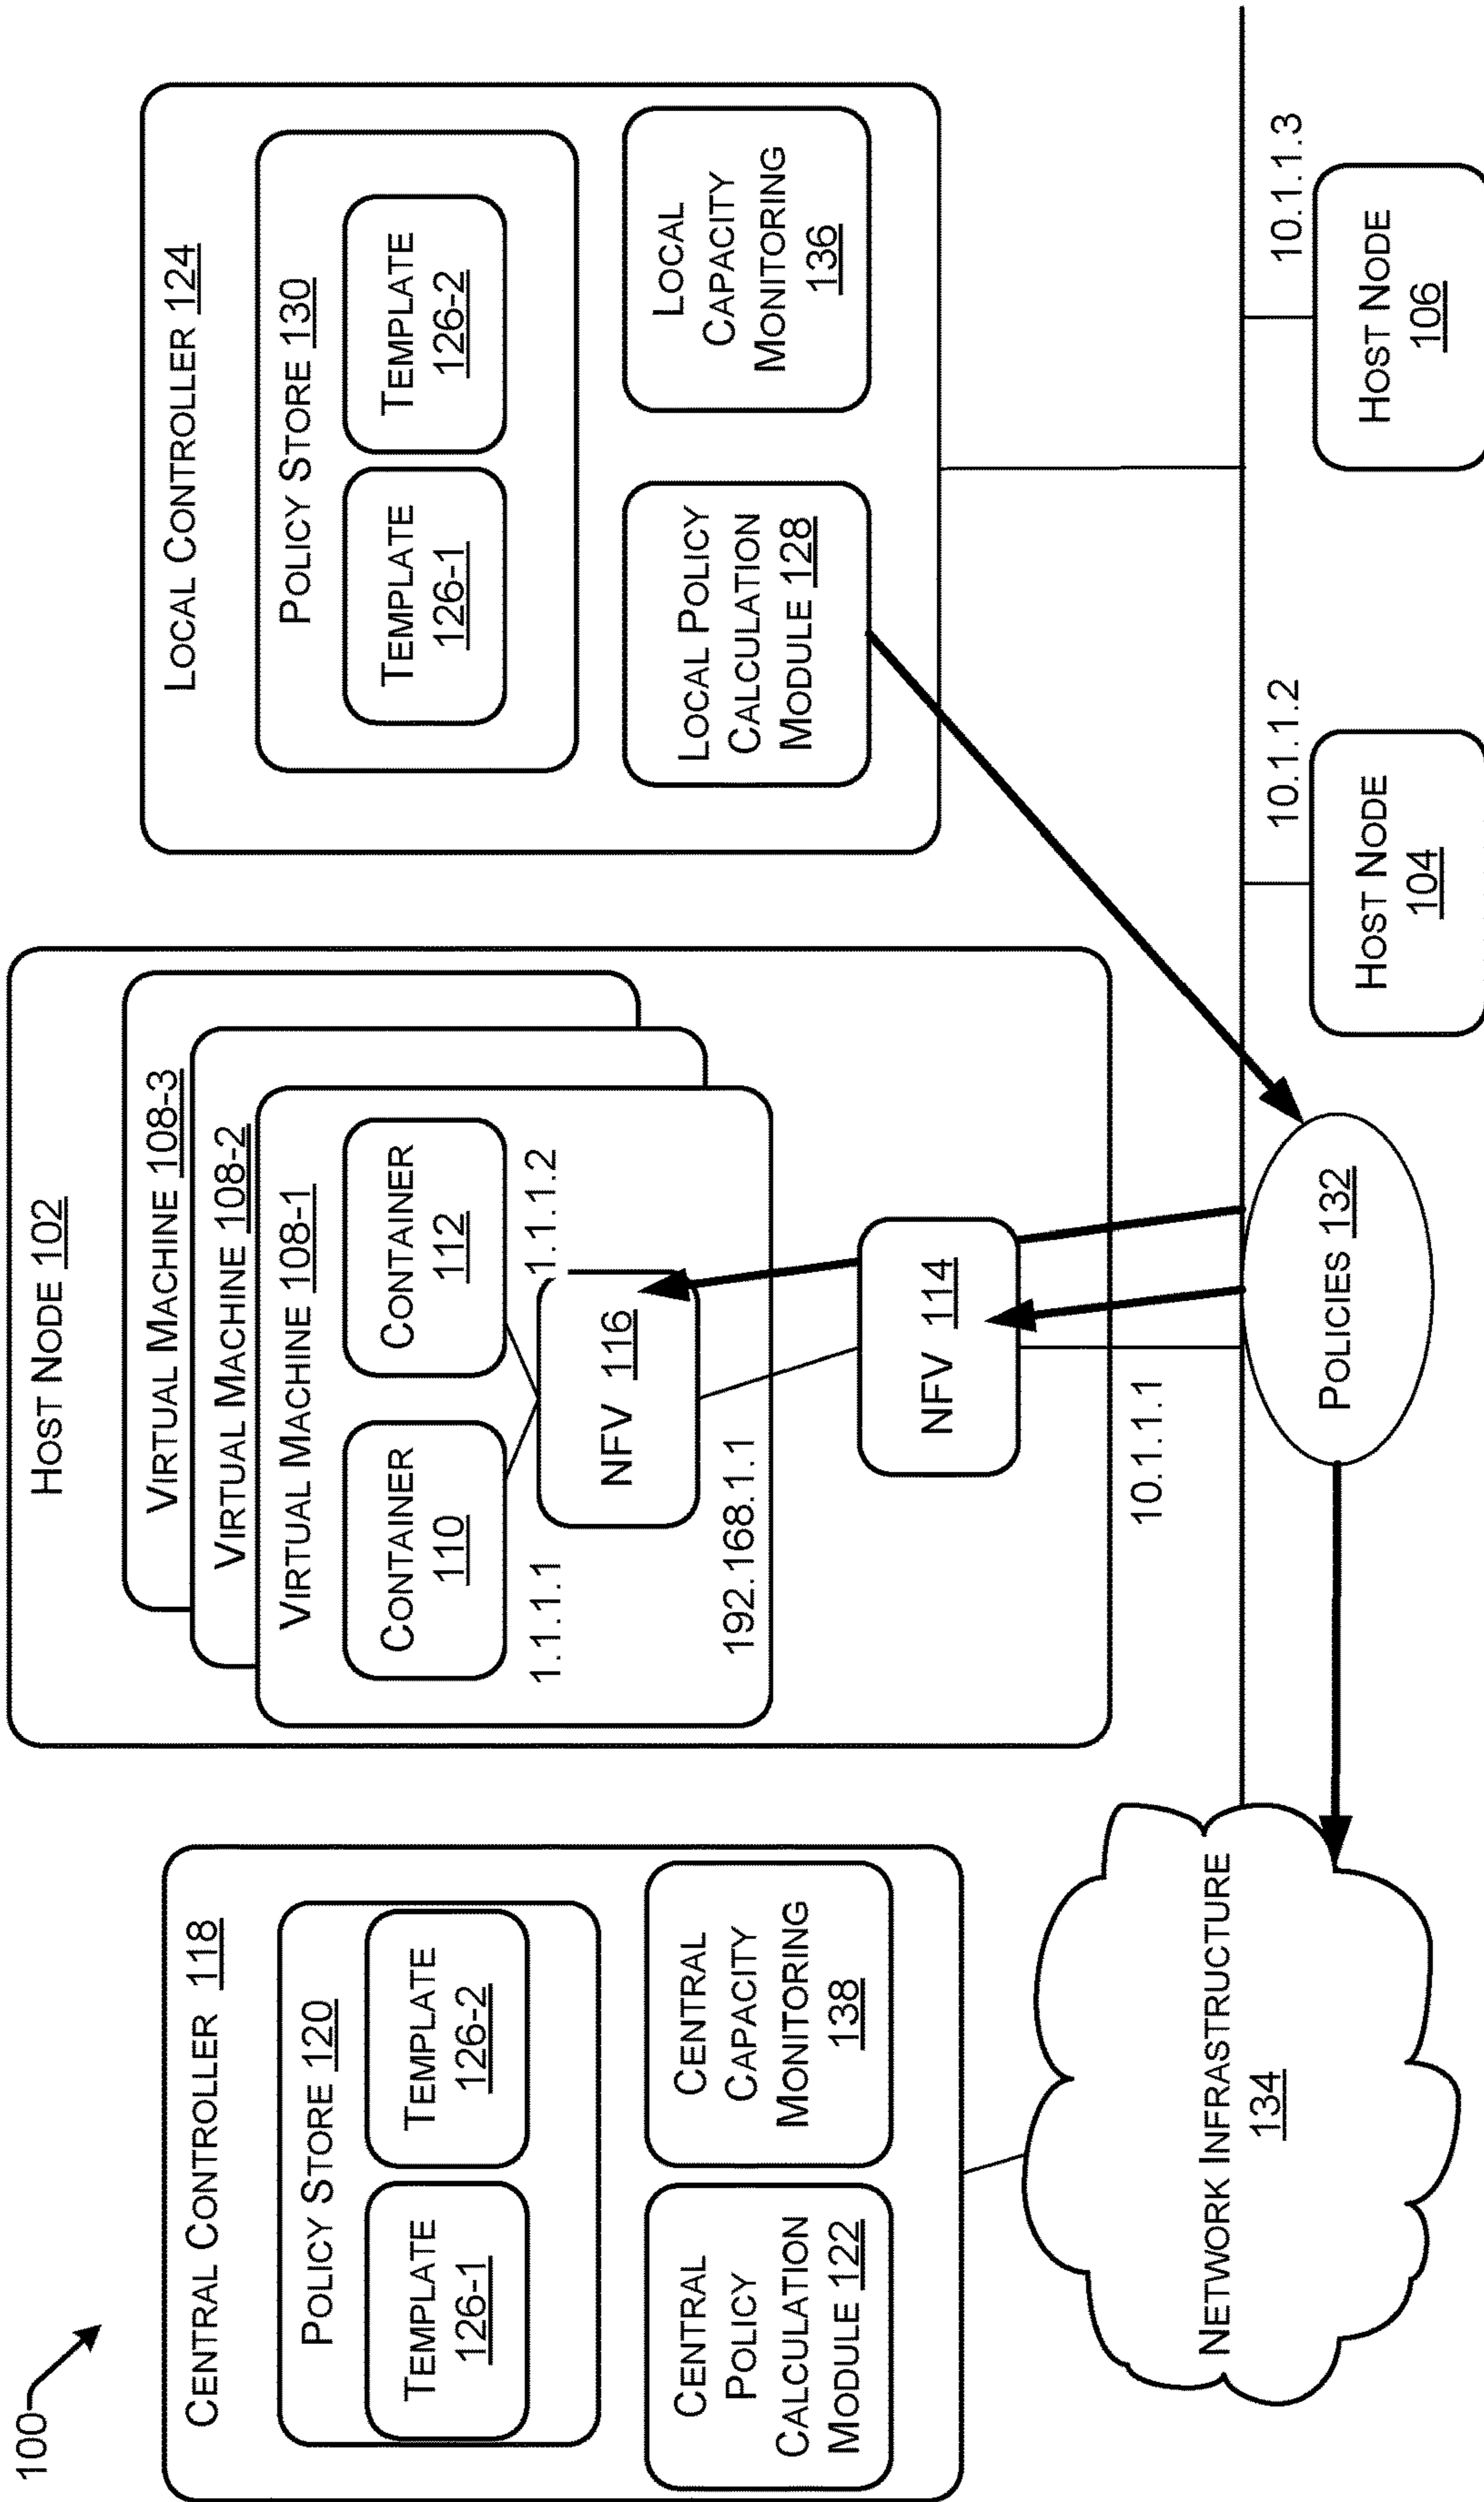 100
CENTRAL CONTROLLER 118
POLICY STORE 120
TEMPLATE
126-1
TEMPLATE
126-2
CENTRAL
POLICY
CALCULATION
MODULE 122
CENTRAL
CAPACITY
MONITORING
138
NETWORK INFRASTRUCTURE
134
HOST NODE 102
VIRTUAL MACHINE 108-3
VIRTUAL MACHINE 108-2
VIRTUAL MACHINE 108-1
CONTAINER
110
CONTAINER
112
1.1.1.1
1.1.1.2
NFV 116
192.168.1.1
NFV 114
10.1.1.1
POLICIES 132
LOCAL CONTROLLER 124
POLICY STORE 130
TEMPLATE
126-1
TEMPLATE
126-2
LOCAL POLICY
CALCULATION
MODULE 128
LOCAL
CAPACITY
MONITORING
136
10.1.1.2
HOST NODE
104
10.1.1.3
HOST NODE
106